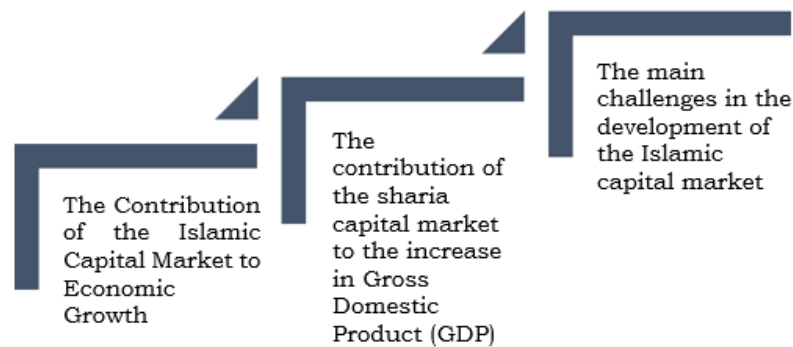 The Contribution
of the Islamic
Capital Market to
Economic
Growth
The
contribution of
the sharia
capital market
to the increase
in Gross
Domestic
Product (GDP)
The main
challenges in the
development of
the Islamic
capital market